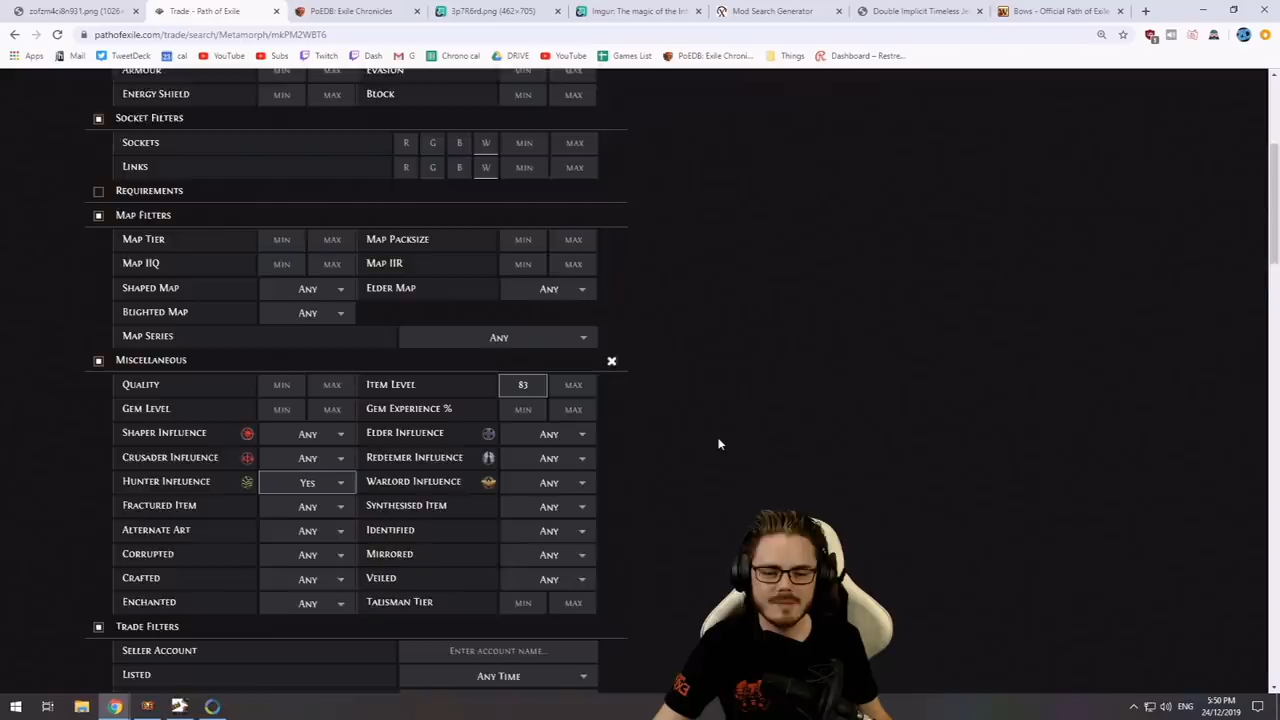 zofzm4ci8n931.png (1026×
Trade - Path of Exile
PoEDB: Exile Chronicles
3p7R6rd.png (462×705)
Imgur: The magic of the Int
Mod Search Generator
Double Implicit Timeless Je
Bows - Official Path of Exile
pathofexile.com/trade/search/Metamorph/mkPM2WBT6
Apps Mail TweetDeck cal YouTube Subs Twitch Dash G Chrono cal DRIVE YouTube Games List PoEDB: Exile Chronic... Things Dashboard – Restre...
Armour Evasion
Energy Shield MIN MAX Block MIN MAX
Socket Filters
Sockets R G B W MIN MAX
Links R G B W MIN MAX
Requirements
Map Filters
Map Tier MIN MAX Map Packsize MIN MAX
Map IIQ MIN MAX Map IIR MIN MAX
Shaped Map Any Elder Map Any
Blighted Map Any
Map Series Any
Miscellaneous
Quality MIN MAX Item Level 83 MAX
Gem Level MIN MAX Gem Experience % MIN MAX
Shaper Influence Any Elder Influence Any
Crusader Influence Any Redeemer Influence Any
Hunter Influence Yes Warlord Influence Any
Fractured Item Any Synthesised Item Any
Alternate Art Any Identified Any
Corrupted Any Mirrored Any
Crafted Any Veiled Any
Enchanted Any Talisman Tier MIN MAX
Trade Filters
Seller Account Enter account name...
Listed Any Time
ENG
5:50 PM
24/12/2019